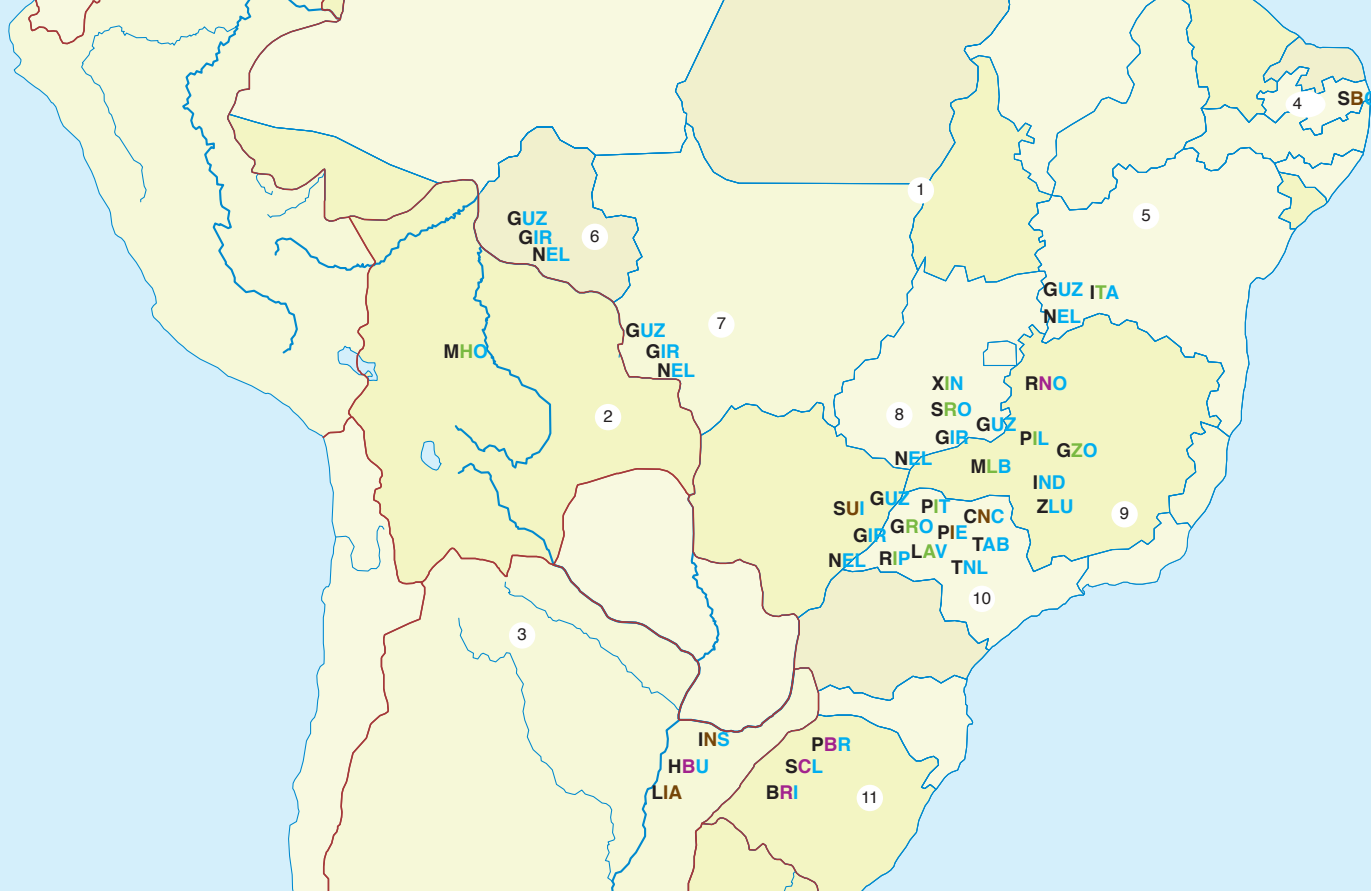 4
SB
1
5
GUZ
GIR
NEL
6
GUZ ITA
NEL
GUZ
GIR
NEL
7
MHO
2
XIN
SRO
GIR
NEL
8
GUZ
RNO
PIL
GZO
MLB
IND
ZLU
9
SUI
GUZ
GIR
NEL
PIT
GRO
PIE
CNC
RIP
LAV
TAB
TNL
10
3
INS
HBU
LIA
PBR
SCL
BRI
11